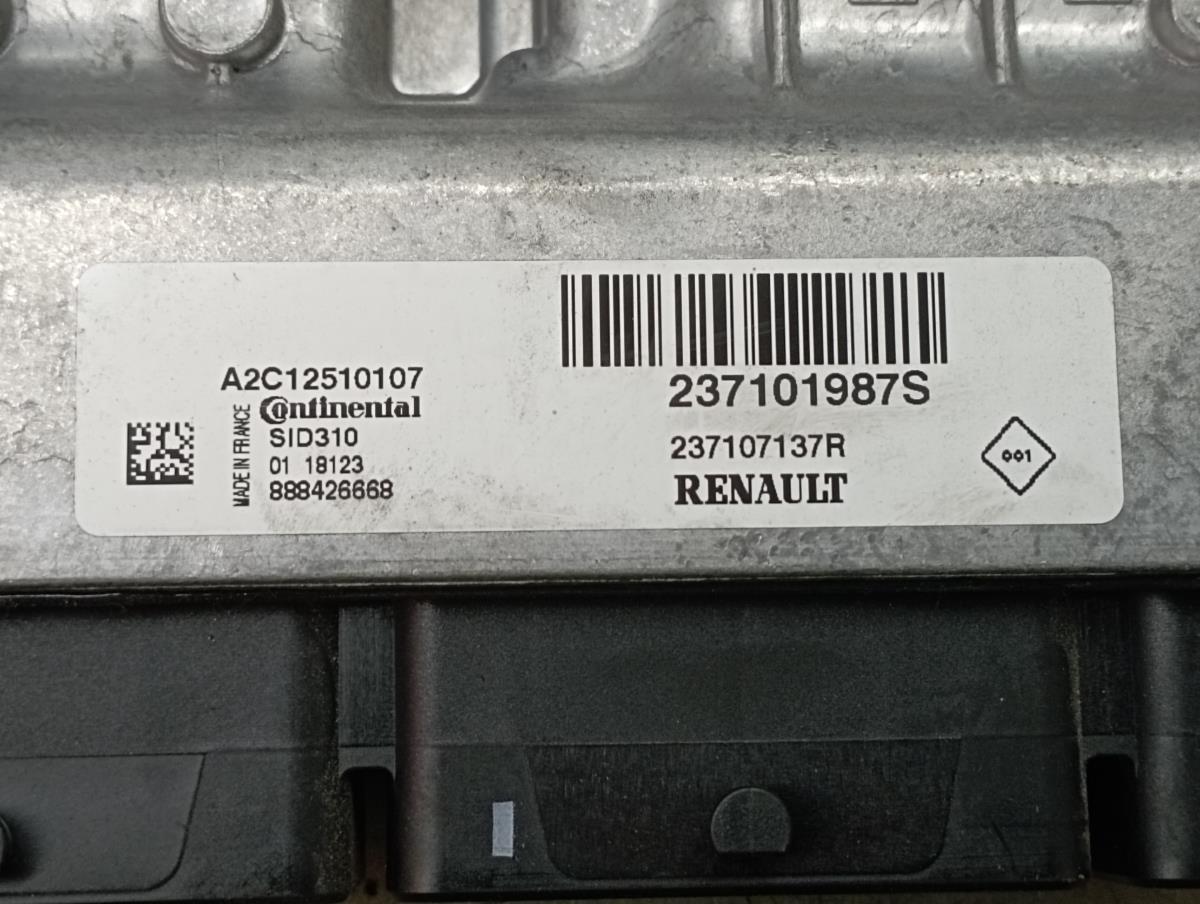 A2C12510107
Continental
MADE IN FRANCE
SID310
01 18123
888426668
237101987S
237107137R
RENAULT
001